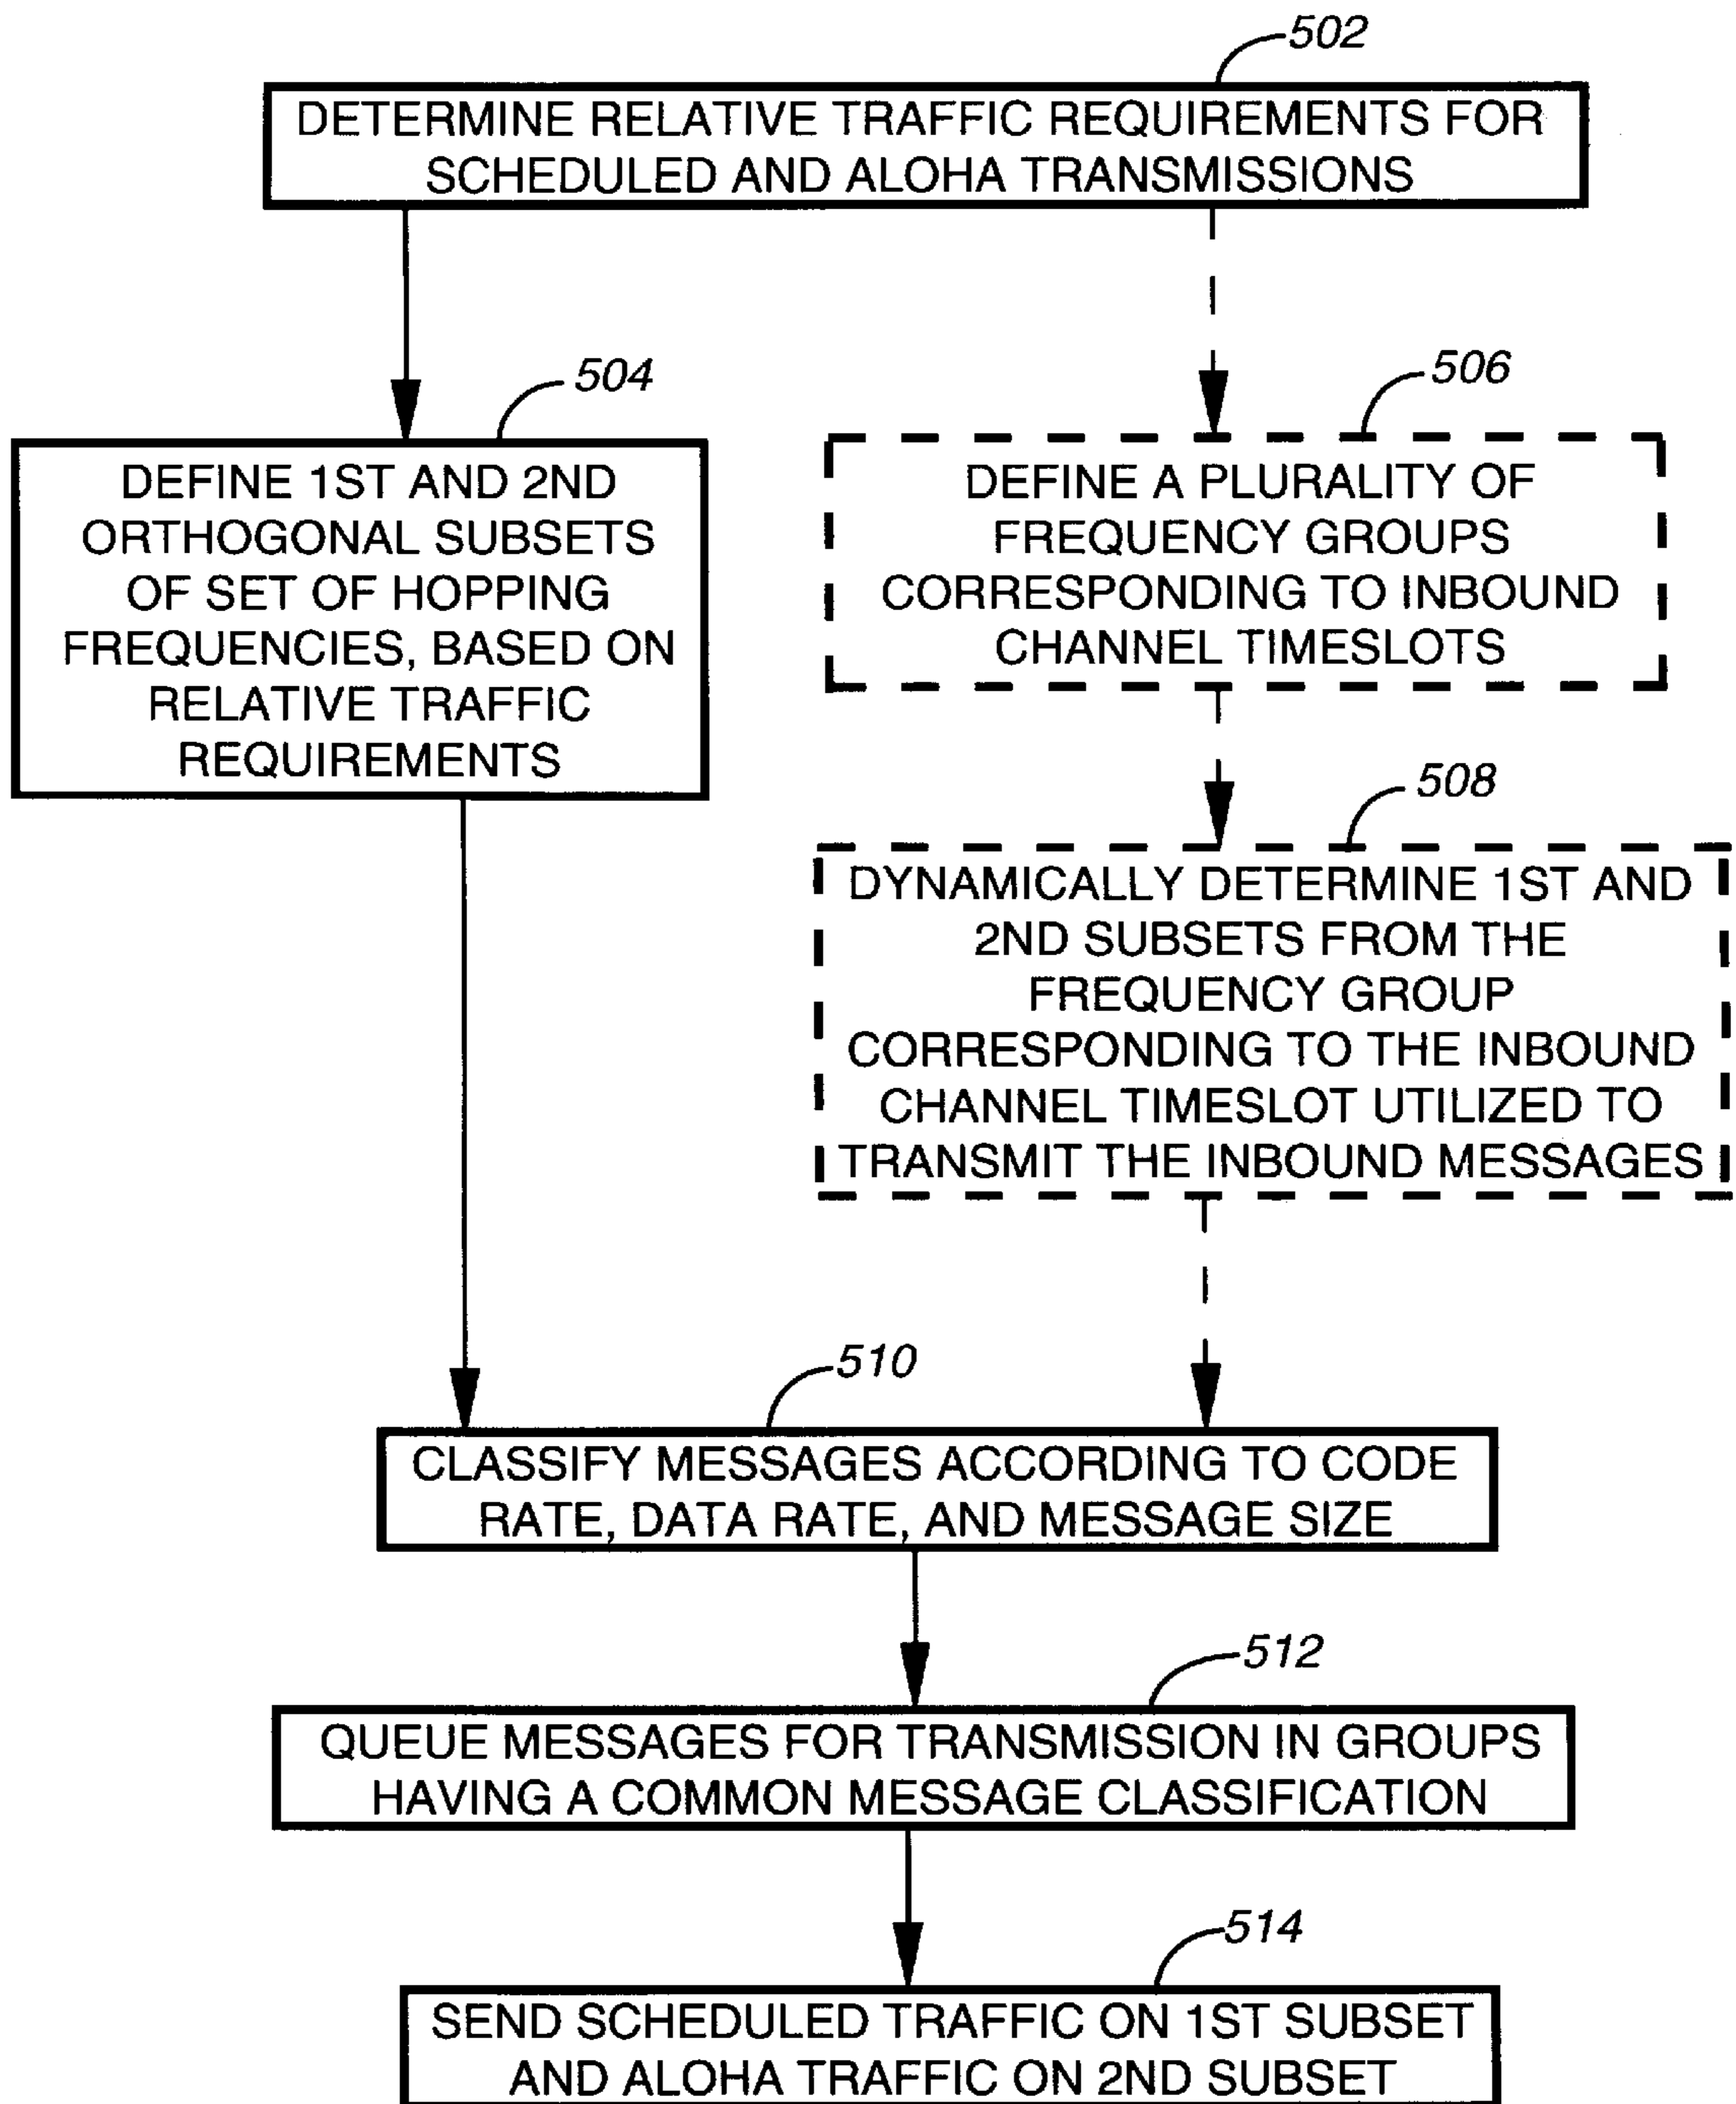 502
DETERMINE RELATIVE TRAFFIC REQUIREMENTS FOR
SCHEDULED AND ALOHA TRANSMISSIONS
504
DEFINE 1ST AND 2ND
ORTHOGONAL SUBSETS
OF SET OF HOPPING
FREQUENCIES, BASED ON
RELATIVE TRAFFIC
REQUIREMENTS
506
DEFINE A PLURALITY OF
FREQUENCY GROUPS
CORRESPONDING TO INBOUND
CHANNEL TIMESLOTS
508
DYNAMICALLY DETERMINE 1ST AND
2ND SUBSETS FROM THE
FREQUENCY GROUP
CORRESPONDING TO THE INBOUND
CHANNEL TIMESLOT UTILIZED TO
TRANSMIT THE INBOUND MESSAGES
510
CLASSIFY MESSAGES ACCORDING TO CODE
RATE, DATA RATE, AND MESSAGE SIZE
512
QUEUE MESSAGES FOR TRANSMISSION IN GROUPS
HAVING A COMMON MESSAGE CLASSIFICATION
514
SEND SCHEDULED TRAFFIC ON 1ST SUBSET
AND ALOHA TRAFFIC ON 2ND SUBSET